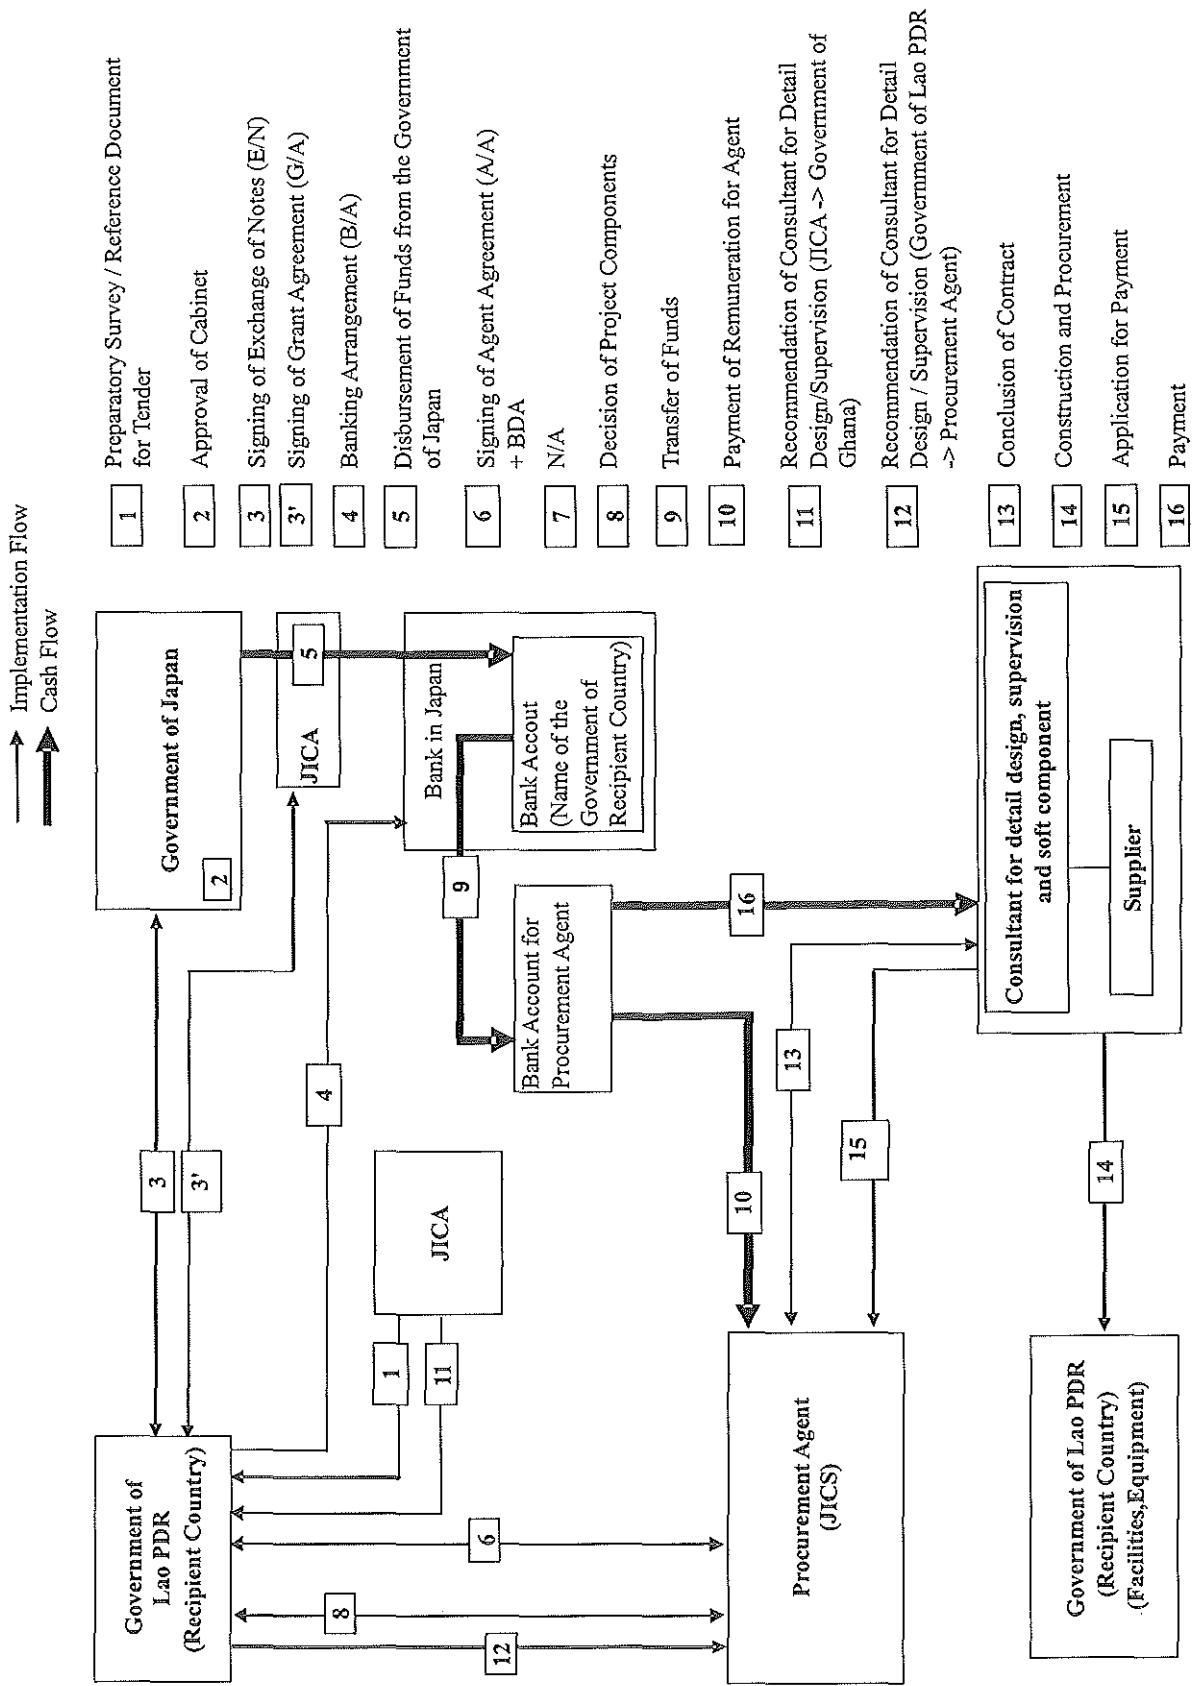 Implementation Flow
Cash Flow
Government of
Lao PDR
(Recipient Country)
3
3'
Government of Japan
2
JICA
5
4
1
11
JICA
Bank in Japan
Bank Accout
(Name of the
Government of
Recipient Country)
9
Bank Account for
Procurement Agent
6
8
12
10
16
13
15
Procurement Agent
(JICS)
Consultant for detail design, supervision
and soft component
Supplier
14
Government of Lao PDR
(Recipient Country)
(Facilities,Equipment)
1 Preparatory Survey / Reference Document
for Tender
2 Approval of Cabinet
3 Signing of Exchange of Notes (E/N)
3' Signing of Grant Agreement (G/A)
4 Banking Arrangement (B/A)
5 Disbursement of Funds from the Government
of Japan
6 Signing of Agent Agreement (A/A)
+ BDA
7 N/A
8 Decision of Project Components
9 Transfer of Funds
10 Payment of Remuneration for Agent
11 Recommendation of Consultant for Detail
Design/Supervision (JICA -> Government of
Ghana)
12 Recommendation of Consultant for Detail
Design / Supervision (Government of Lao PDR
-> Procurement Agent)
13 Conclusion of Contract
14 Construction and Procurement
15 Application for Payment
16 Payment